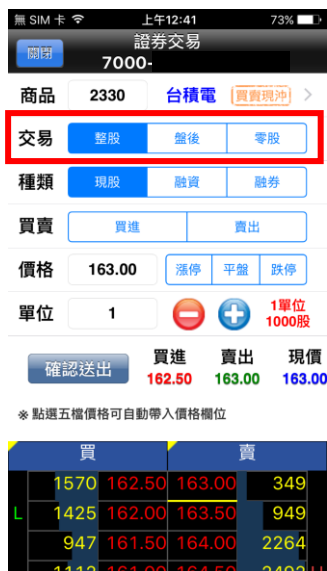 無 SIM 卡 上午12:41 73%
關閉 證券交易
7000-
商品 2330 台積電 買賣現沖
交易 整股 盤後 零股
種類 現股 融資 融券
買賣 買進 賣出
價格 163.00 漲停 平盤 跌停
單位 1 1單位
1000股
確認送出 買進 賣出 現價
162.50 163.00 163.00
※ 點選五檔價格可自動帶入價格欄位
買 賣
1570 162.50 163.00 349
L 1425 162.00 163.50 949
947 161.50 164.00 2264